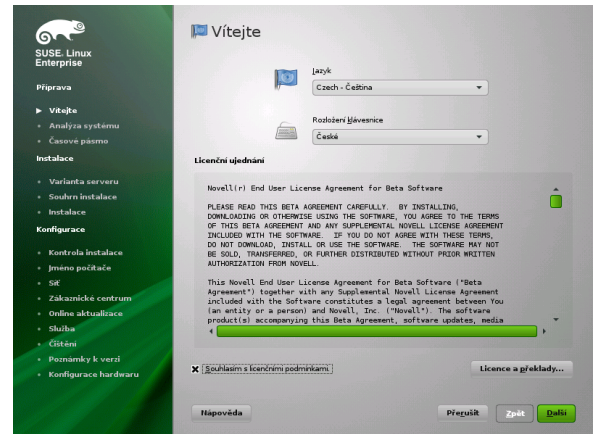 SUSE. Linux
Enterprise
Příprava
Vítejte
Analýza systému
Časové pásmo
Instalace
Varianta serveru
Souhrn instalace
Instalace
Konfigurace
Kontrola instalace
Jméno počítače
Síť
Zákaznické centrum
Online aktualizace
Služba
Čištění
Poznámky k verzi
Konfigurace hardwaru
Vítejte
Jazyk
Czech - Čeština
Rozložení klávesnice
České
Licenční ujednání
Novell(r) End User License Agreement for Beta Software
PLEASE READ THIS BETA AGREEMENT CAREFULLY. BY INSTALLING,
DOWNLOADING OR OTHERWISE USING THE SOFTWARE, YOU AGREE TO THE TERMS
OF THIS BETA AGREEMENT AND ANY SUPPLEMENTAL NOVELL LICENSE AGREEMENT
INCLUDED WITH THE SOFTWARE. IF YOU DO NOT AGREE WITH THESE TERMS,
DO NOT DOWNLOAD, INSTALL OR USE THE SOFTWARE. THE SOFTWARE MAY NOT
BE SOLD, TRANSFERRED, OR FURTHER DISTRIBUTED WITHOUT PRIOR WRITTEN
AUTHORIZATION FROM NOVELL.
This Novell End User License Agreement for Beta Software ("Beta
Agreement") together with any Supplemental Novell License Agreement
included with the Software constitutes a legal agreement between You
(an entity or a person) and Novell, Inc. ("Novell"). The software
product(s) accompanying this Beta Agreement, software updates, media
Souhlasím s licenčními podmínkami.
Licence a překlady...
Nápověda
Přerušit
Zpět
Další